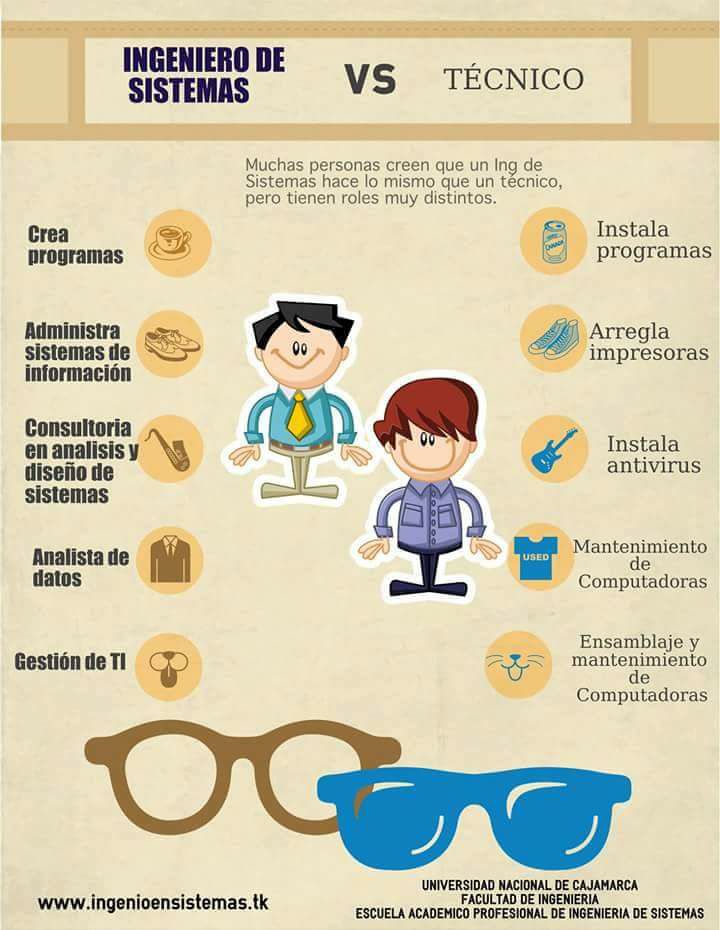 INGENIERO DE
SISTEMAS
VS
TÉCNICO
Muchas personas creen que un Ing de
Sistemas hace lo mismo que un técnico,
pero tienen roles muy distintos.
Crea
programas
Instala
programas
CANADA
Administra
sistemas de
información
Arregla
impresoras
Consultoria
en analisis y
diseño de
sistemas
Instala
antivirus
Analista de
datos
USED
Mantenimiento
de
Computadoras
Gestión de TI
Ensamblaje y
mantenimiento
de
Computadoras
www.ingenioensistemas.tk
UNIVERSIDAD NACIONAL DE CAJAMARCA
FACULTAD DE INGENIERIA
ESCUELA ACADEMICO PROFESIONAL DE INGENIERIA DE SISTEMAS